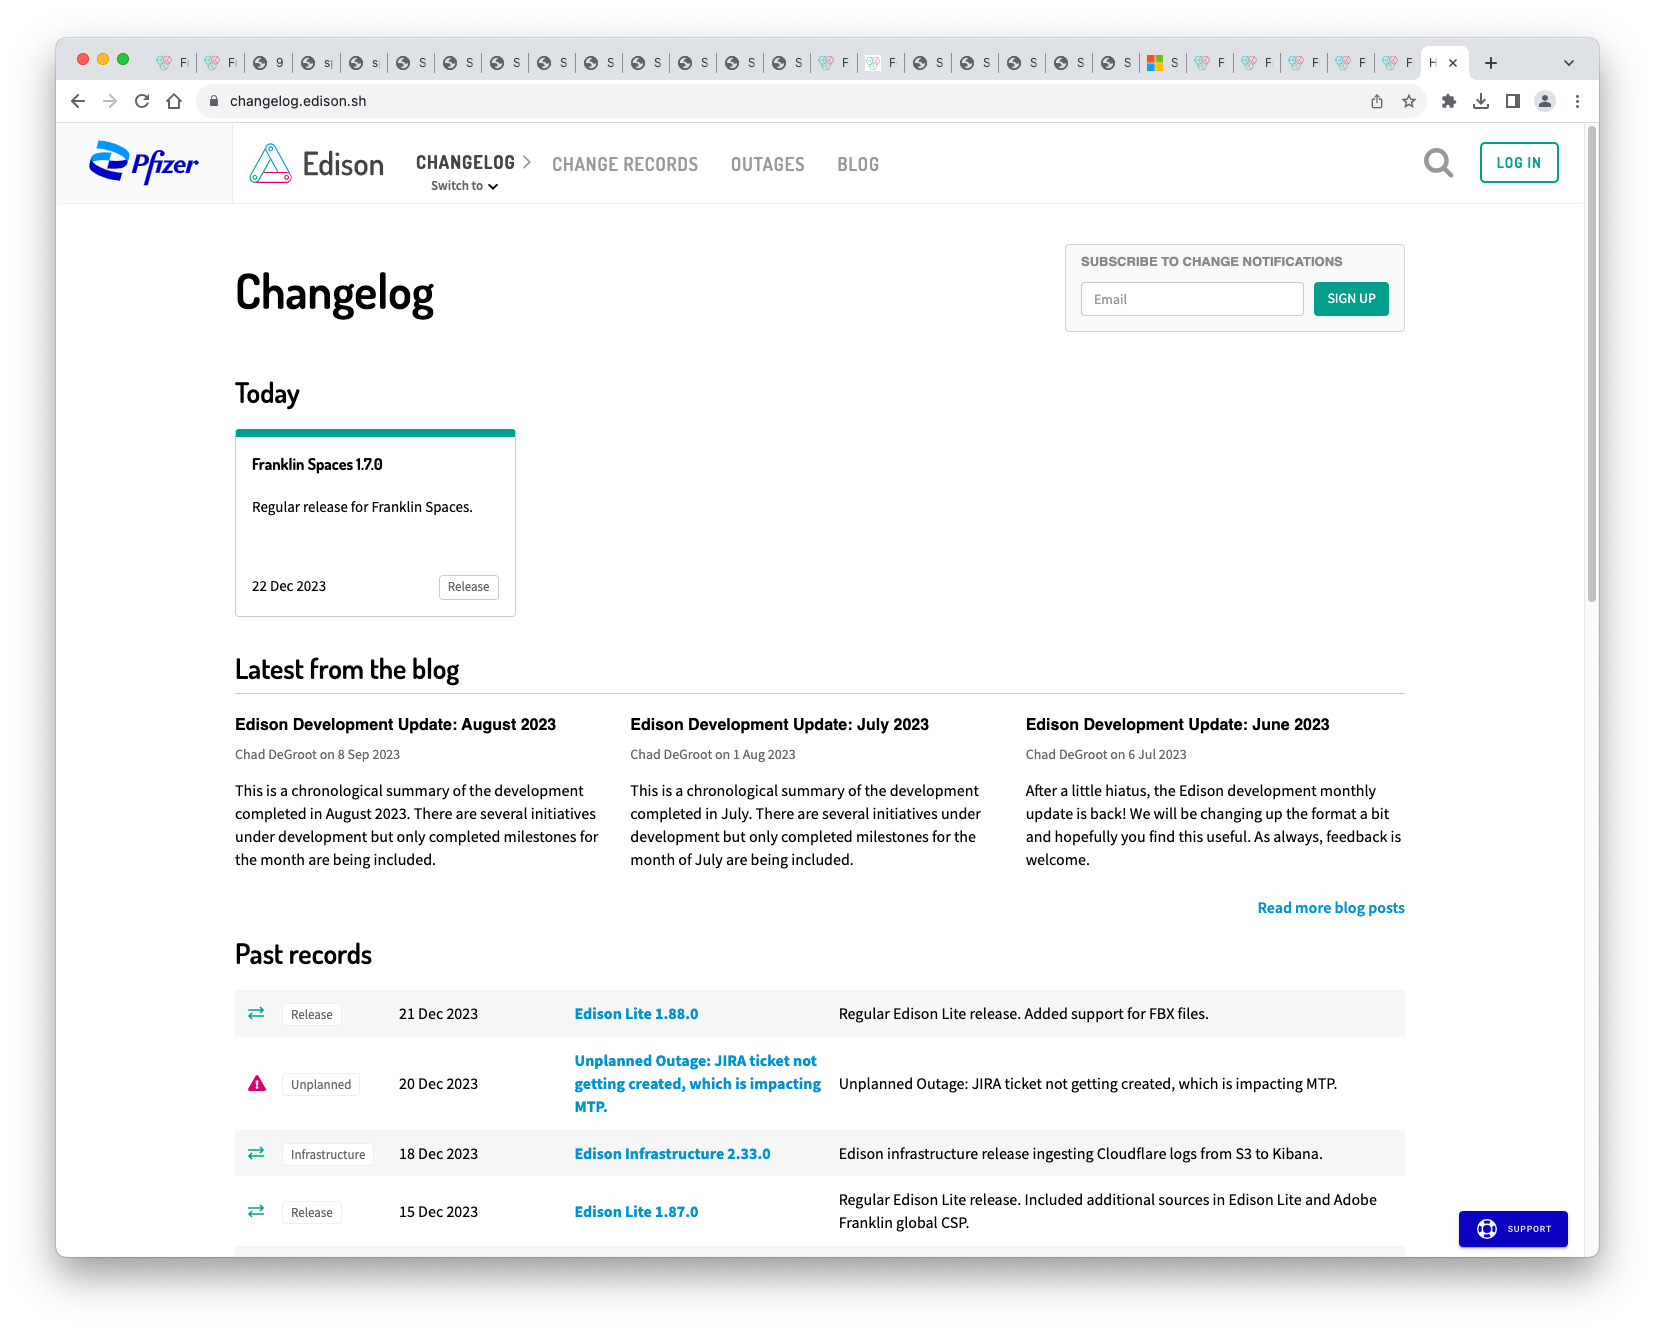 changelog.edison.sh
Pfizer
Edison
CHANGELOG
Switch to
CHANGE RECORDS
OUTAGES
BLOG
LOG IN
Changelog
SUBSCRIBE TO CHANGE NOTIFICATIONS
Email
SIGN UP
Today
Franklin Spaces 1.7.0
Regular release for Franklin Spaces.
22 Dec 2023
Release
Latest from the blog
Edison Development Update: August 2023
Chad DeGroot on 8 Sep 2023
This is a chronological summary of the development
completed in August 2023. There are several initiatives
under development but only completed milestones for
the month are being included.
Edison Development Update: July 2023
Chad DeGroot on 1 Aug 2023
This is a chronological summary of the development
completed in July. There are several initiatives under
development but only completed milestones for the
month of July are being included.
Edison Development Update: June 2023
Chad DeGroot on 6 Jul 2023
After a little hiatus, the Edison development monthly
update is back! We will be changing up the format a bit
and hopefully you find this useful. As always, feedback is
welcome.
Read more blog posts
Past records
Release 21 Dec 2023 Edison Lite 1.88.0 Regular Edison Lite release. Added support for FBX files.
Unplanned 20 Dec 2023
Unplanned Outage: JIRA ticket not
getting created, which is impacting
MTP.
Unplanned Outage: JIRA ticket not getting created, which is impacting MTP.
Infrastructure 18 Dec 2023 Edison Infrastructure 2.33.0 Edison infrastructure release ingesting Cloudflare logs from S3 to Kibana.
Release 15 Dec 2023 Edison Lite 1.87.0
Regular Edison Lite release. Included additional sources in Edison Lite and Adobe
Franklin global CSP.
SUPPORT